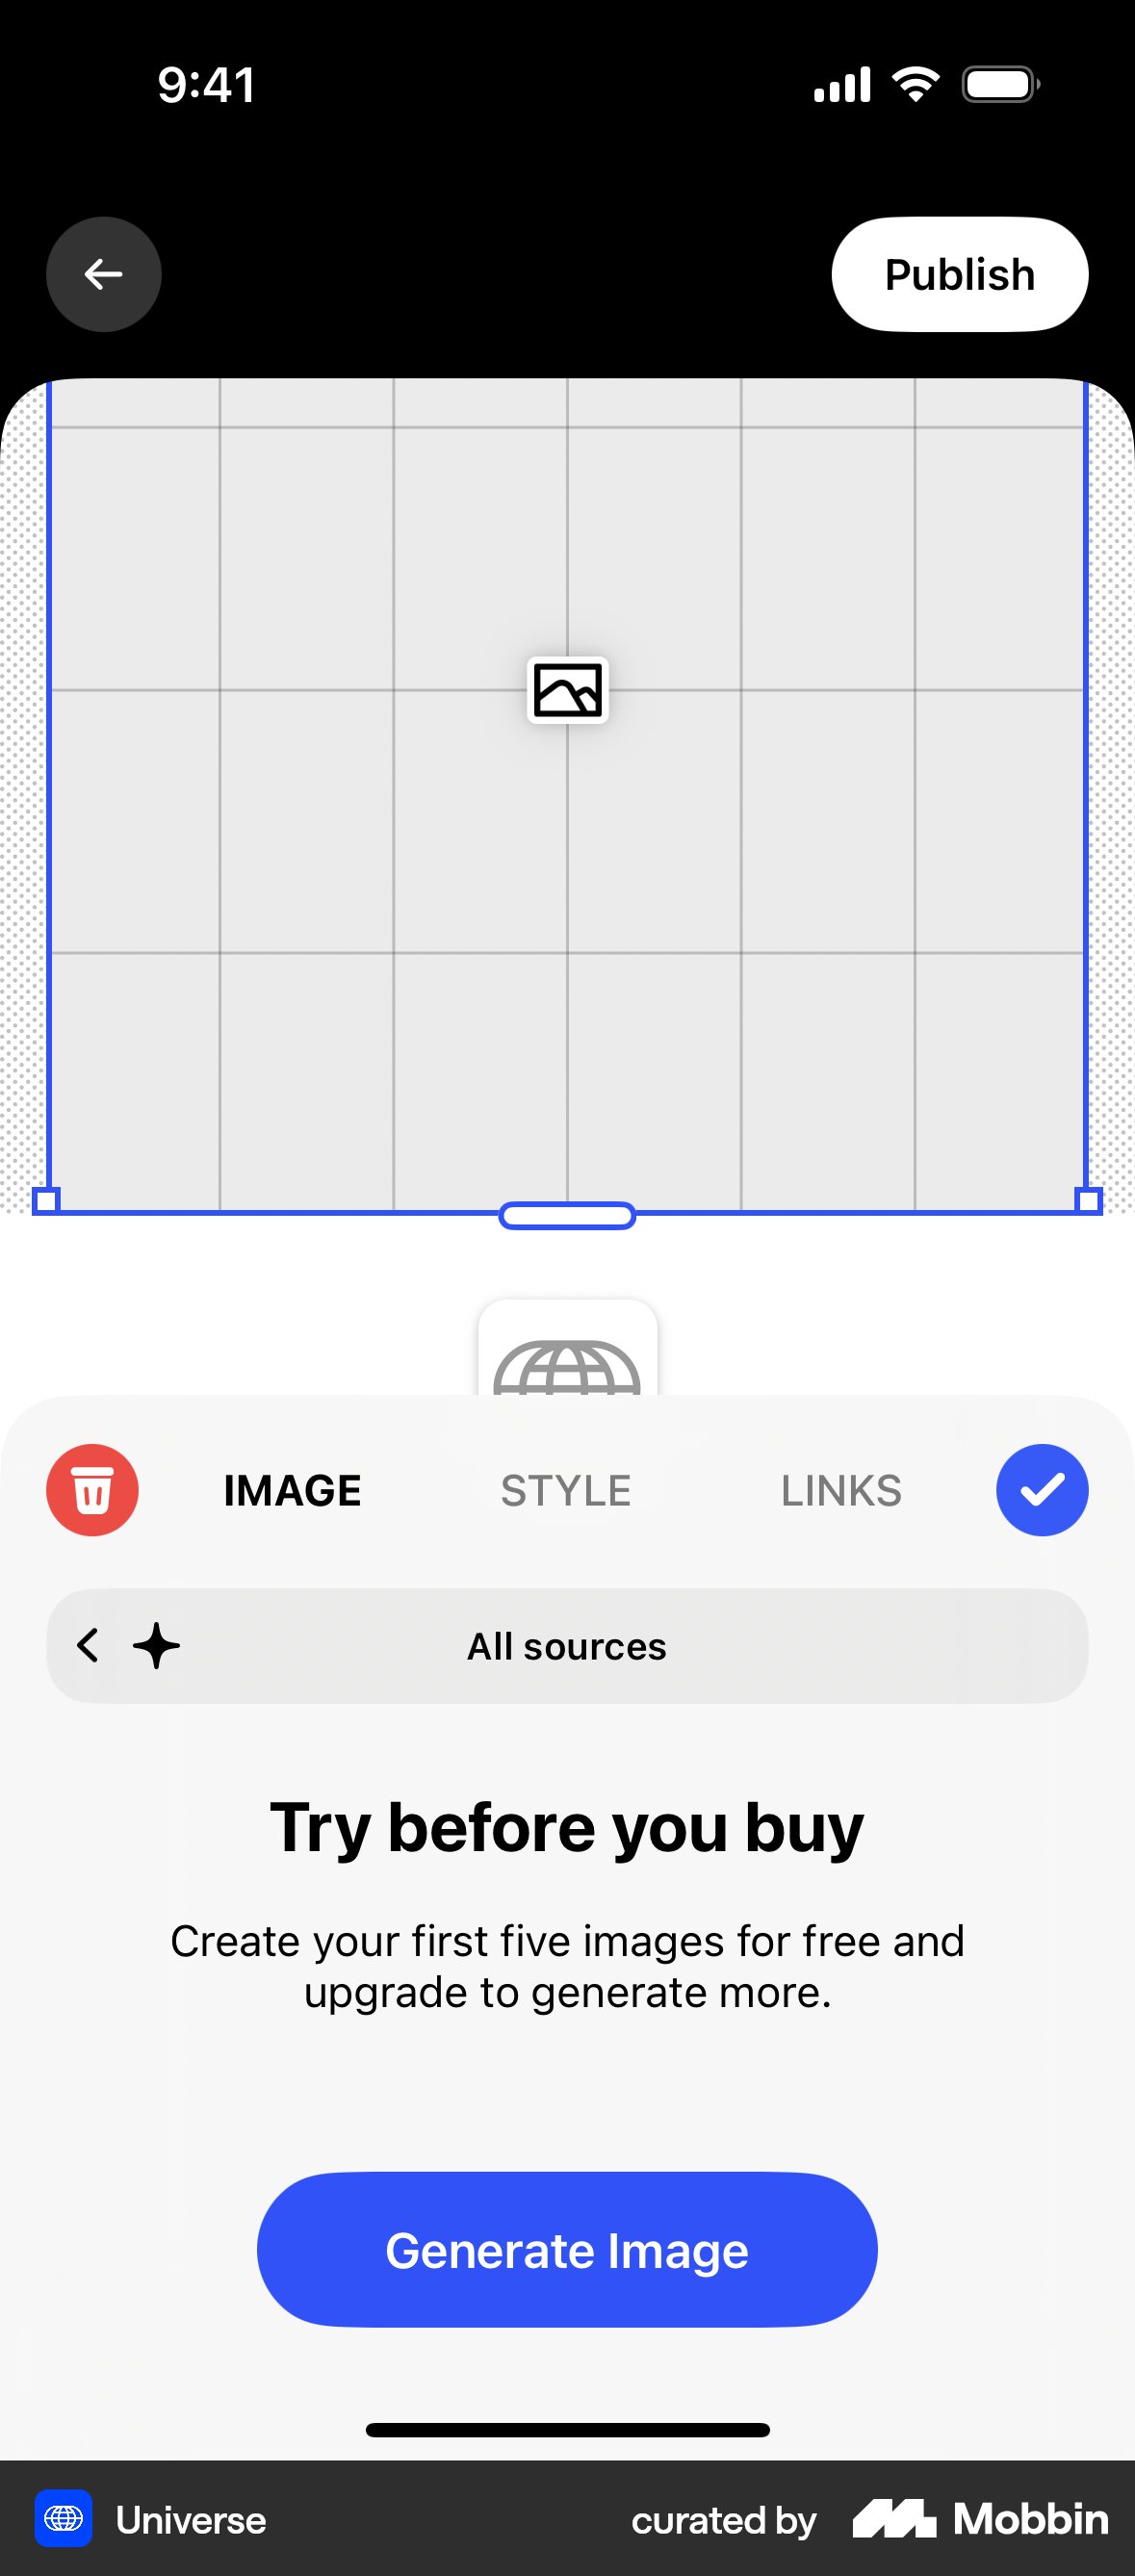 9:41
Publish
IMAGE STYLE LINKS
All sources
Try before you buy
Create your first five images for free and
upgrade to generate more.
Generate Image
Universe curated by Mobbin